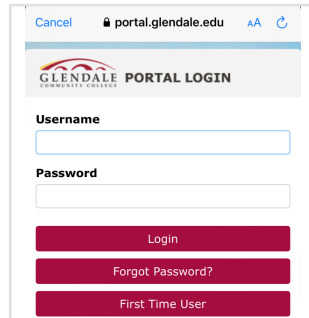 Cancel portal.glendale.edu AA
GLENDALE
COMMUNITY COLLEGE
PORTAL LOGIN
Username
Password
Login
Forgot Password?
First Time User